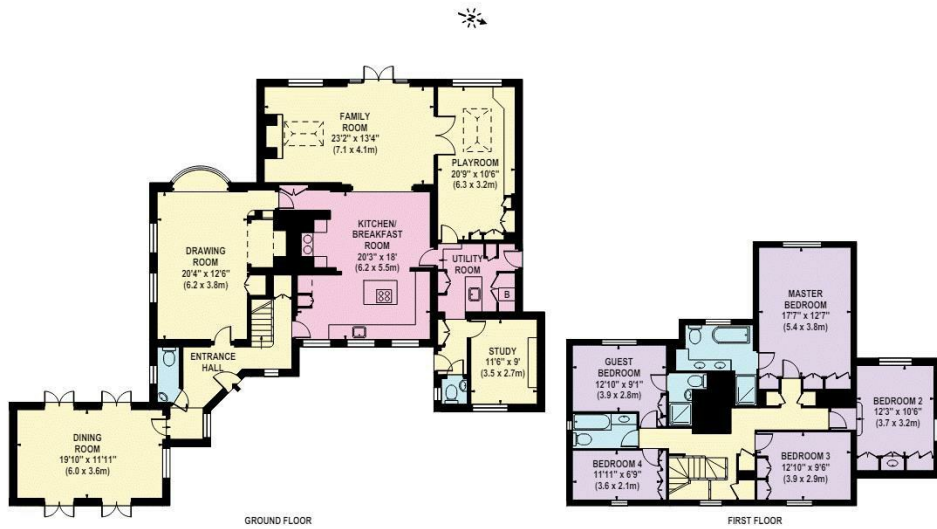 N
FAMILY
ROOM
23'2" x 13'4"
(7.1 x 4.1m)
PLAYROOM
20'9" x 10'6"
(6.3 x 3.2m)
DRAWING
ROOM
20'4" x 12'6"
(6.2 x 3.8m)
KITCHEN/
BREAKFAST
ROOM
20'3" x 18'
(6.2 x 5.5m)
UTILITY
ROOM
B
STUDY
11'6" x 9'
(3.5 x 2.7m)
ENTRANCE
HALL
DINING
ROOM
19'10" x 11'11"
(6.0 x 3.6m)
GROUND FLOOR
MASTER
BEDROOM
17'7" x 12'7"
(5.4 x 3.8m)
GUEST
BEDROOM
12'10" x 9'1"
(3.9 x 2.8m)
BEDROOM 2
12'3" x 10'6"
(3.7 x 3.2m)
BEDROOM 4
11'11" x 6'9"
(3.6 x 2.1m)
BEDROOM 3
12'10" x 9'6"
(3.9 x 2.9m)
FIRST FLOOR